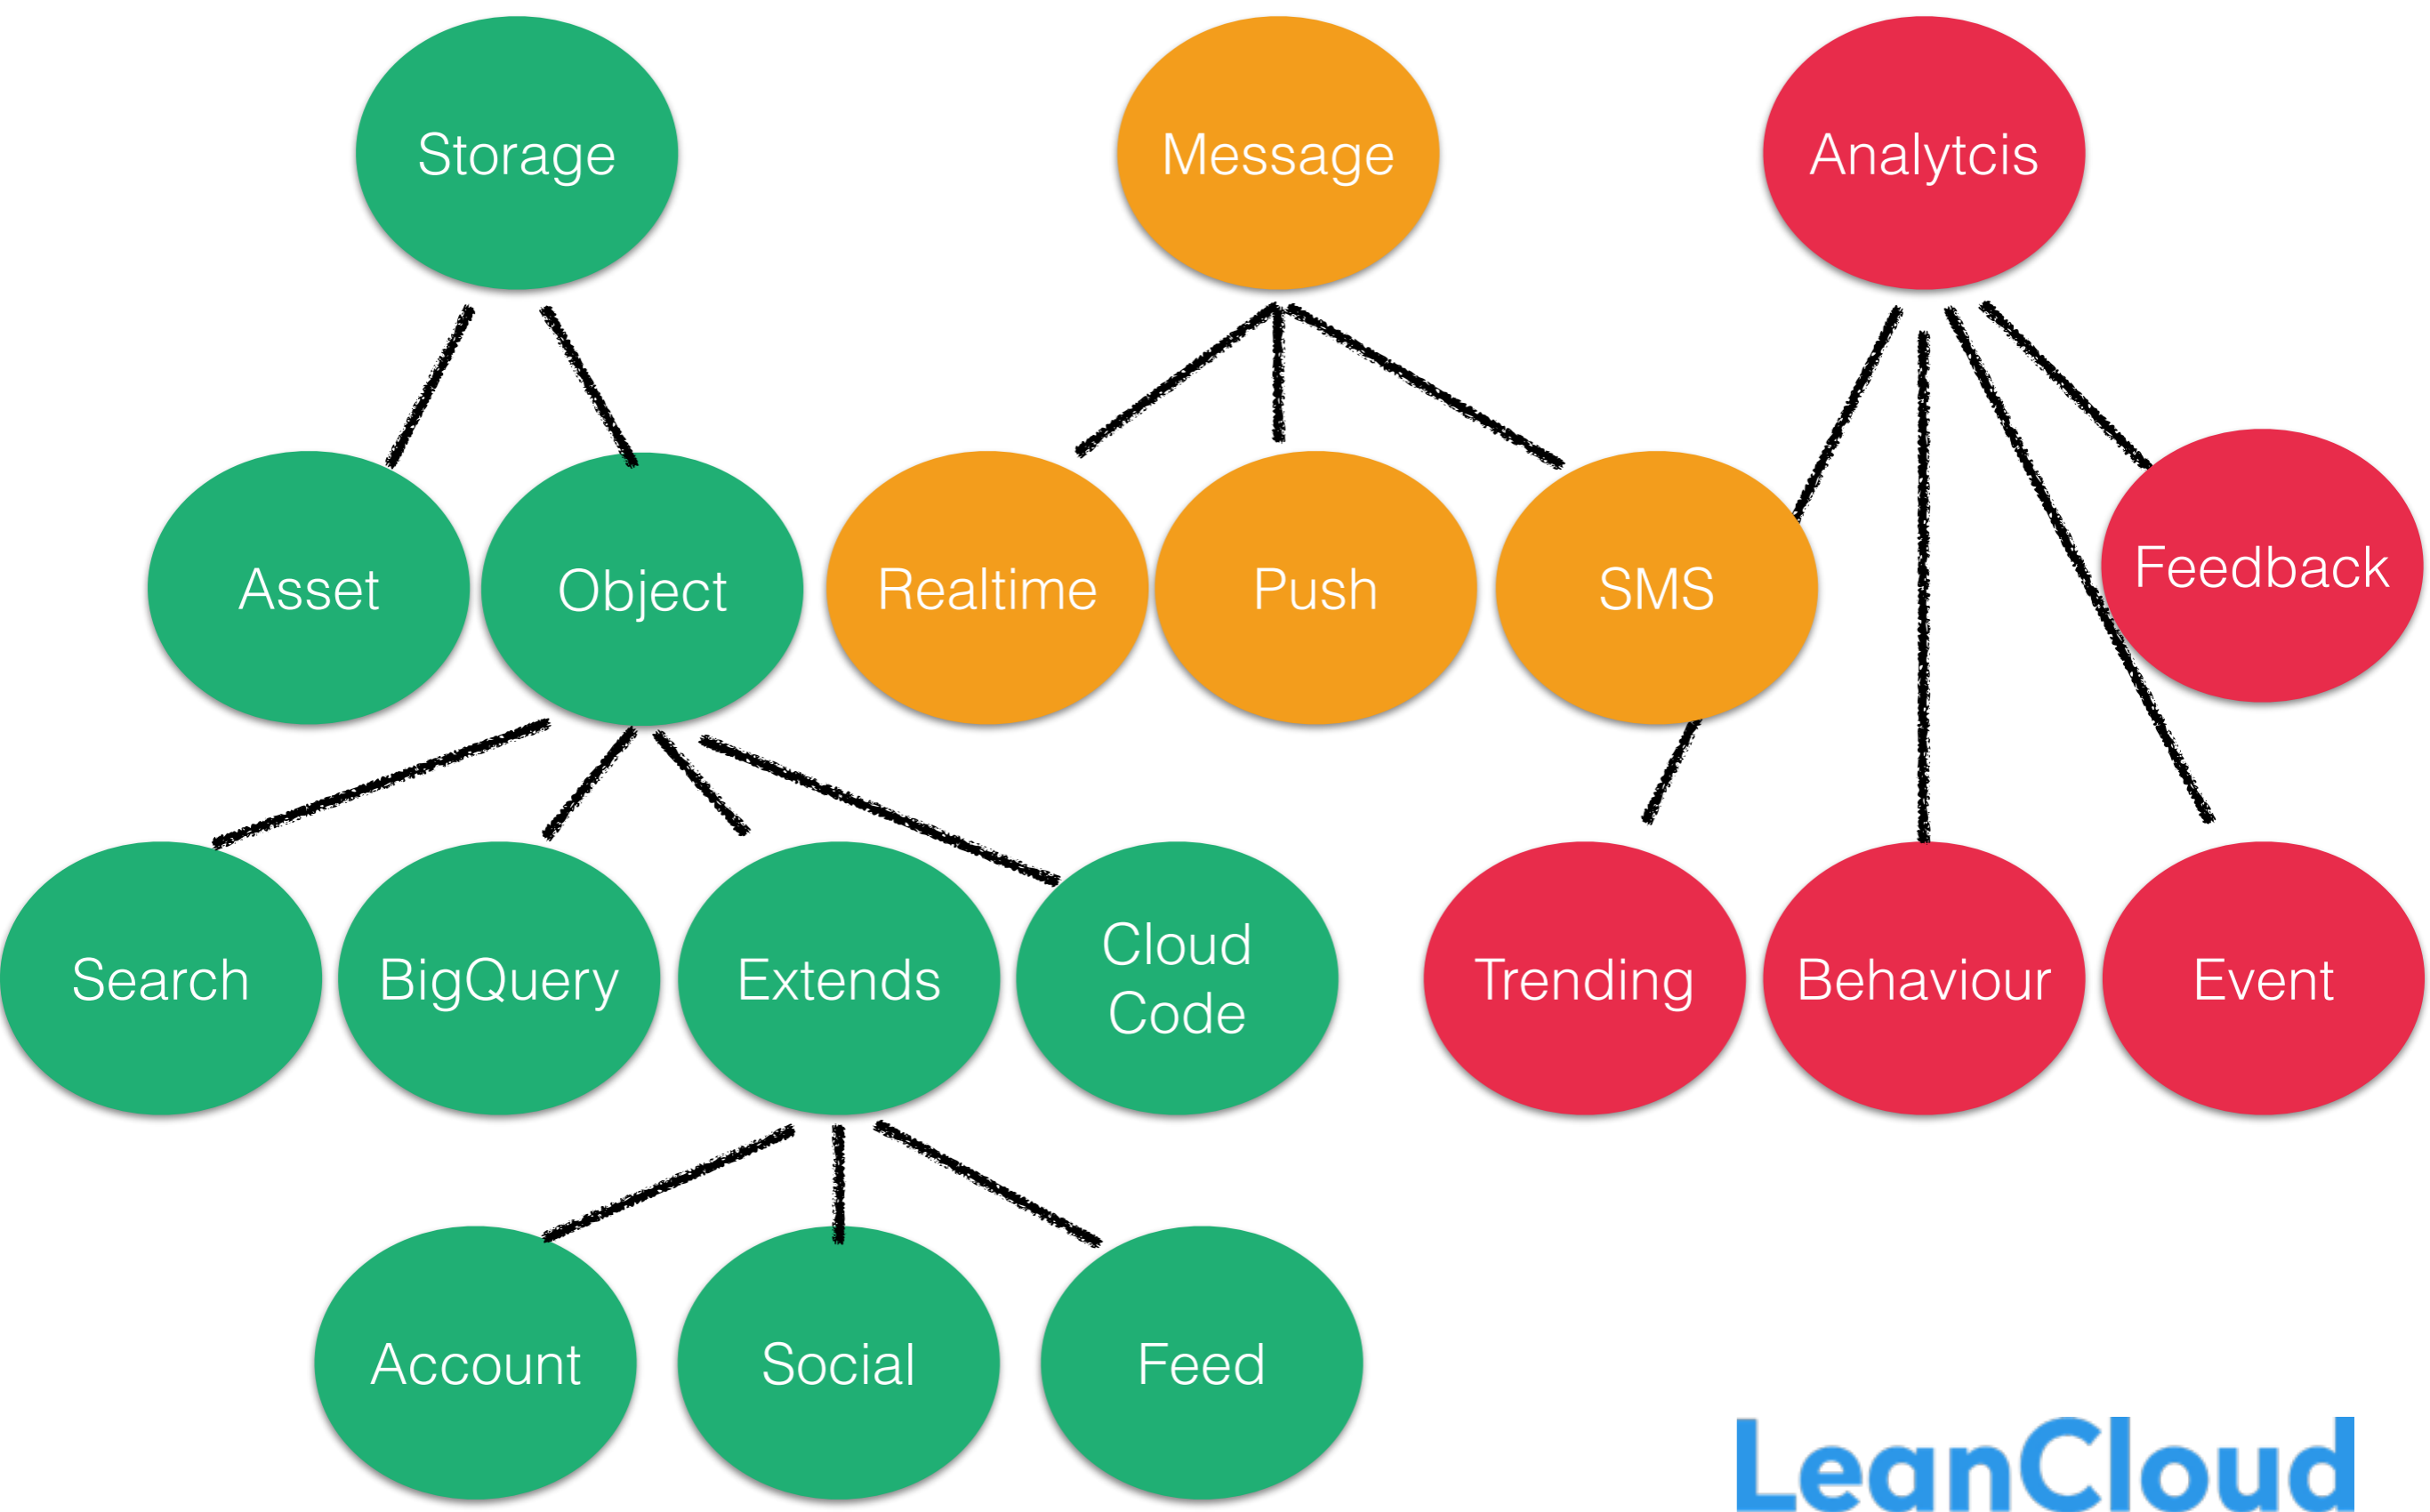 Storage
Message
Analytcis
Asset
Object
Realtime
Push
SMS
Feedback
Search
BigQuery
Extends
Cloud
Code
Trending
Behaviour
Event
Account
Social
Feed
LeanCloud